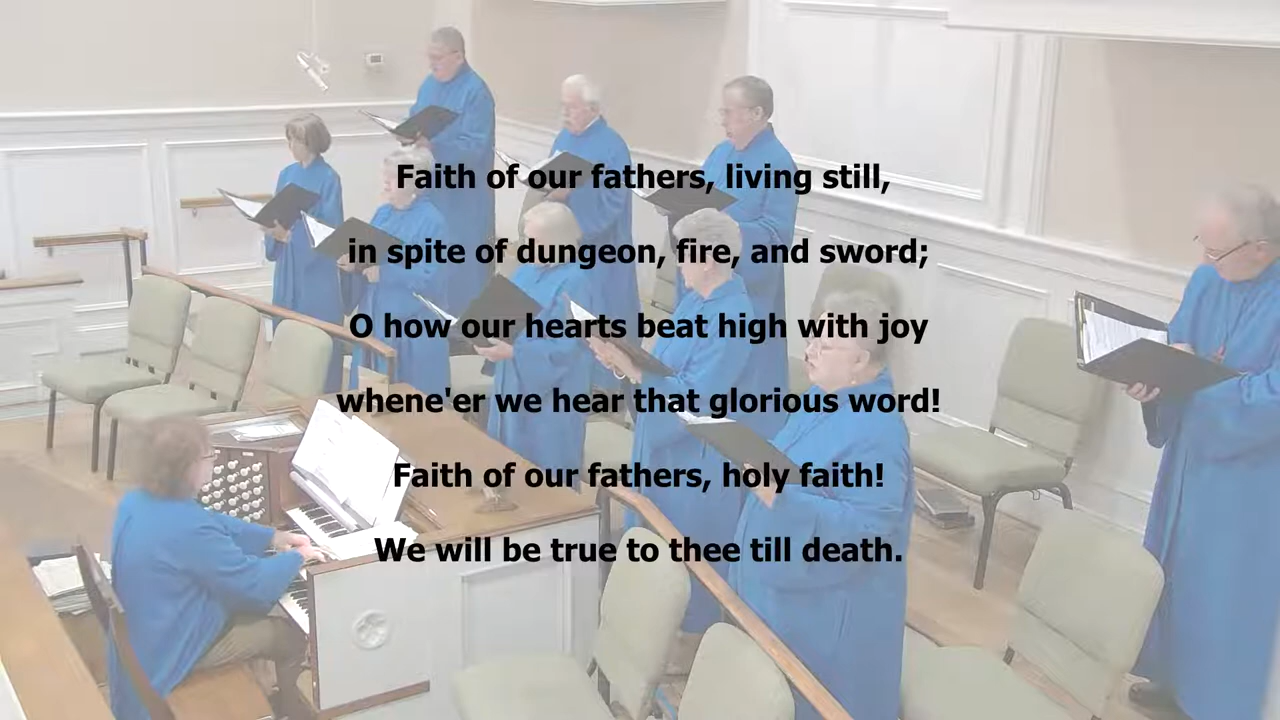 Faith of our fathers, living still,
in spite of dungeon, fire, and sword;
O how our hearts beat high with joy
whene'er we hear that glorious word!
Faith of our fathers, holy faith!
We will be true to thee till death.